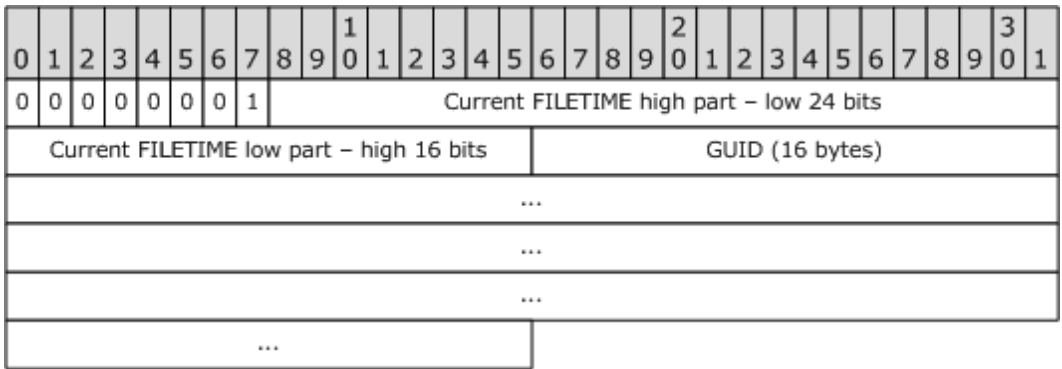 0 1 2 3 4 5 6 7 8 9 1 0 1 2 3 4 5 6 7 8 9 2 0 1 2 3 4 5 6 7 8 9 3 0 1
0 0 0 0 0 0 0 1 Current FILETIME high part – low 24 bits
Current FILETIME low part – high 16 bits GUID (16 bytes)
...
...
...
...